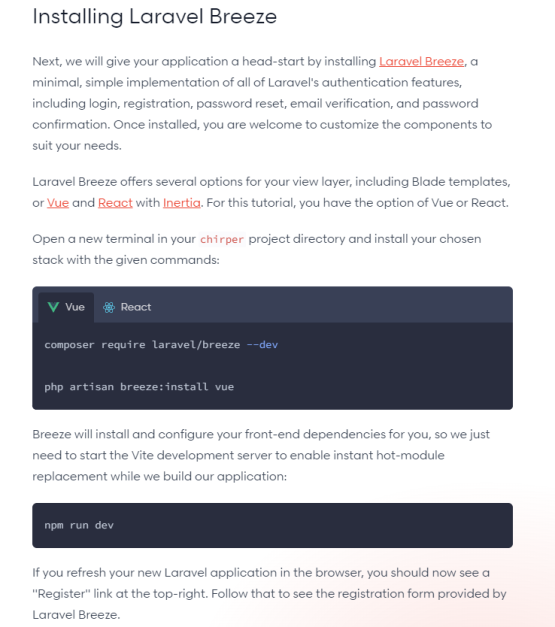 Installing Laravel Breeze
Next, we will give your application a head-start by installing Laravel Breeze, a
minimal, simple implementation of all of Laravel's authentication features,
including login, registration, password reset, email verification, and password
confirmation. Once installed, you are welcome to customize the components to
suit your needs.
Laravel Breeze offers several options for your view layer, including Blade templates,
or Vue and React with Inertia. For this tutorial, you have the option of Vue or React.
Open a new terminal in your chirper project directory and install your chosen
stack with the given commands:
Vue React
composer require laravel/breeze --dev
php artisan breeze:install vue
Breeze will install and configure your front-end dependencies for you, so we just
need to start the Vite development server to enable instant hot-module
replacement while we build our application:
npm run dev
If you refresh your new Laravel application in the browser, you should now see a
"Register" link at the top-right. Follow that to see the registration form provided by
Laravel Breeze.